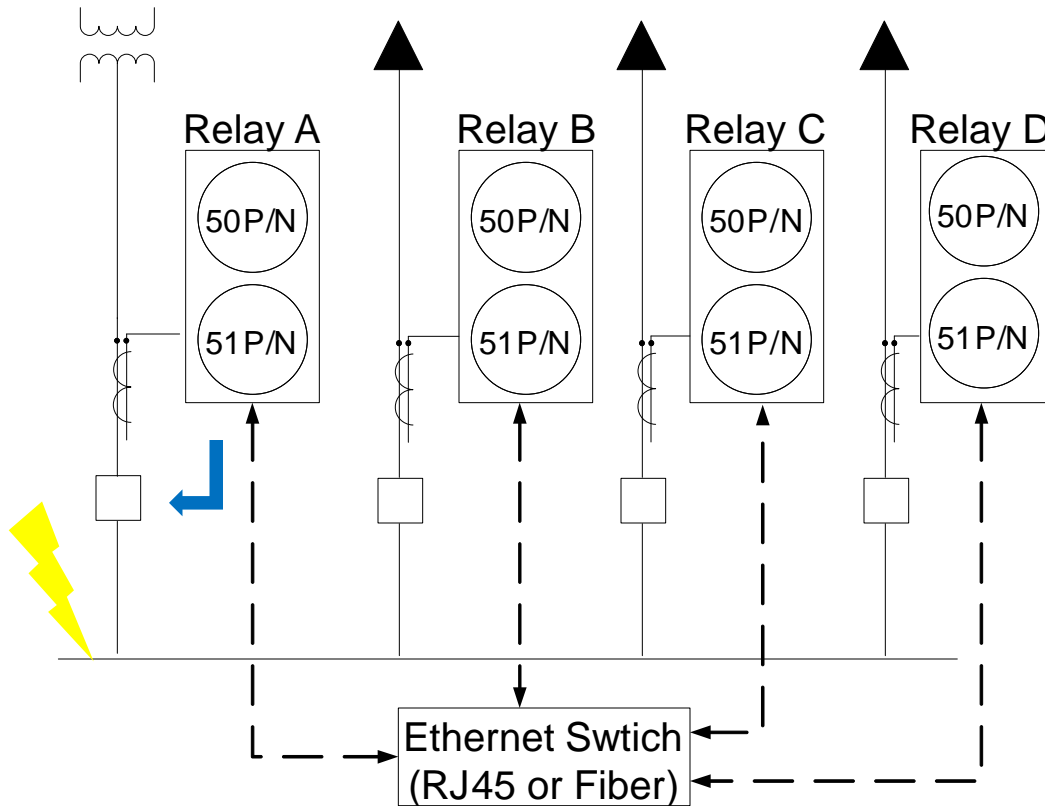 Relay A
Relay B
Relay C
Relay D
50P/N
50P/N
50P/N
50P/N
51P/N
51P/N
51P/N
51P/N
Ethernet Swtich
(RJ45 or Fiber)